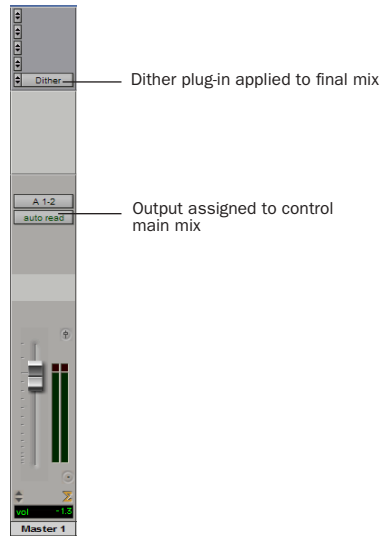 Dither
Dither plug-in applied to final mix
A 1-2
auto read
Output assigned to control
main mix
vol -1.3
Master 1